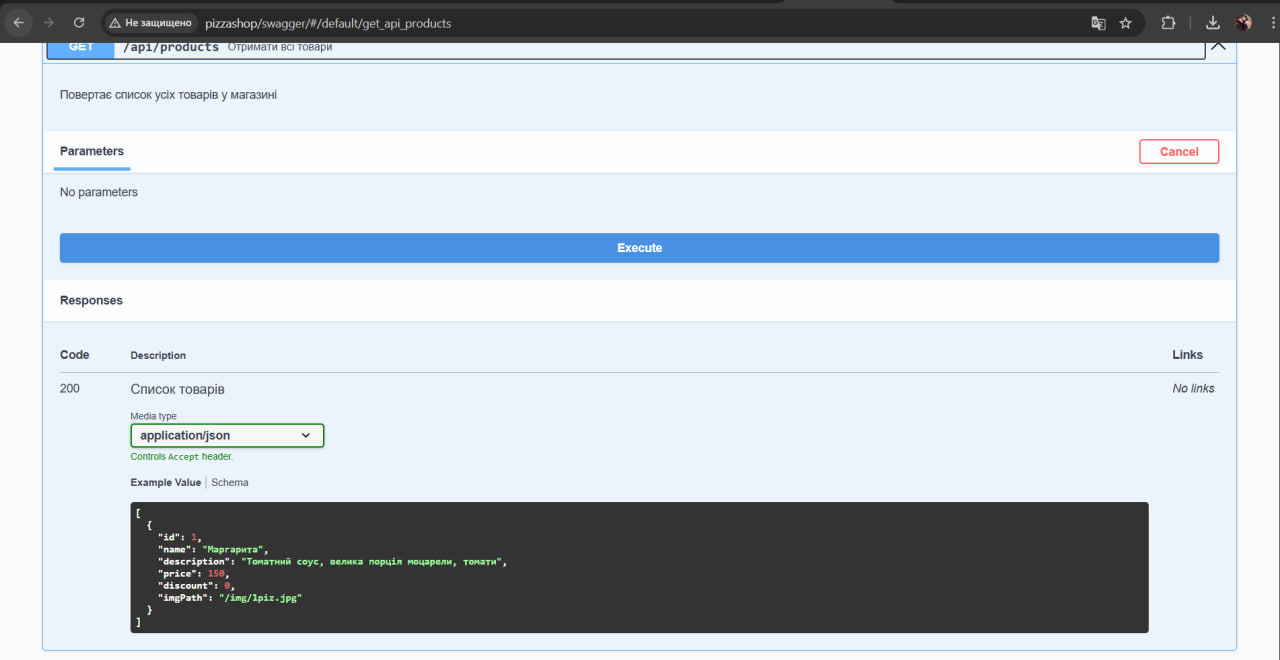 Не защищено pizzashop/swagger/#/default/get_api_products
GET /api/products Отримати всі товари
Повертає список усіх товарів у магазині
Parameters Cancel
No parameters
Execute
Responses
Code Description Links
200 Список товарів No links
Media type
application/json
Controls Accept header.
Example Value | Schema
[
{
"id": 1,
"name": "Маргарита",
"description": "Томатний соус, велика порція моцарели, томати",
"price": 150,
"discount": 0,
"imgPath": "/img/1piz.jpg"
}
]